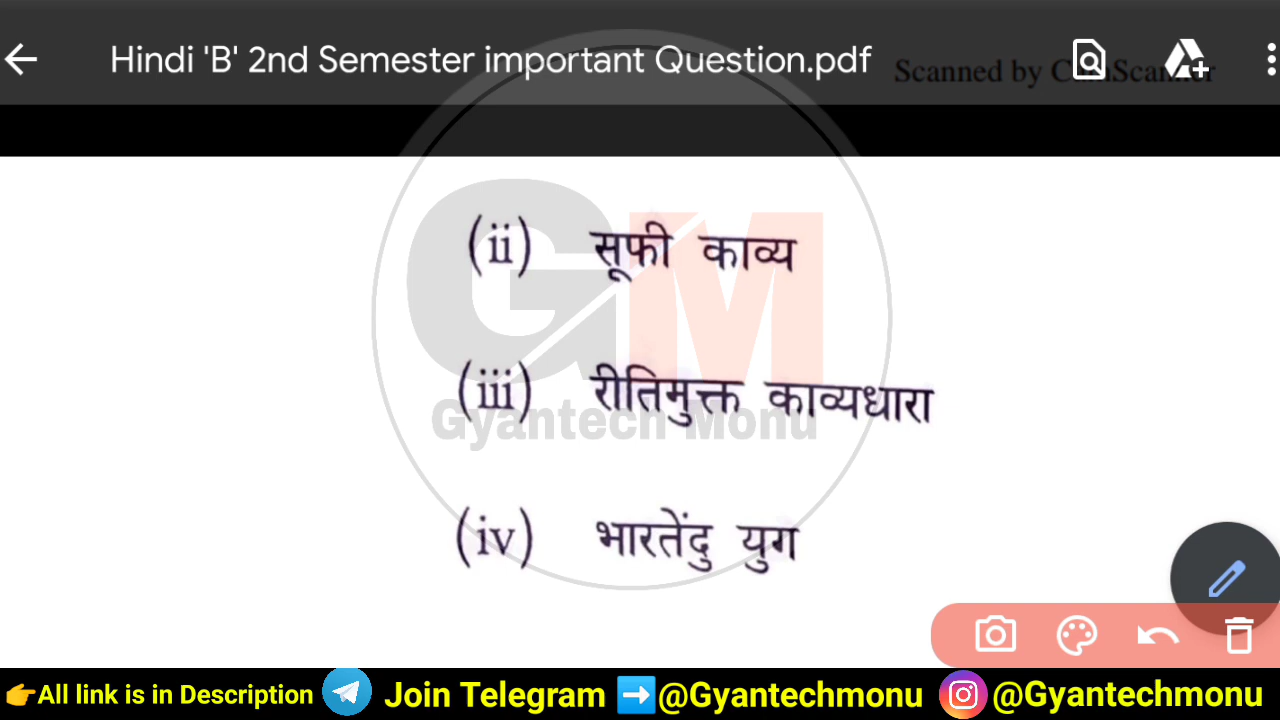 Hindi 'B' 2nd Semester important Question.pdf
Scanned by CamScanner
(ii) सूफी काव्य
(iii) रीतिमुक्त काव्यधारा
Gyantech Monu
(iv) भारतेंदु युग
👉All link is in Description Join Telegram ➡️@Gyantechmonu @Gyantechmonu